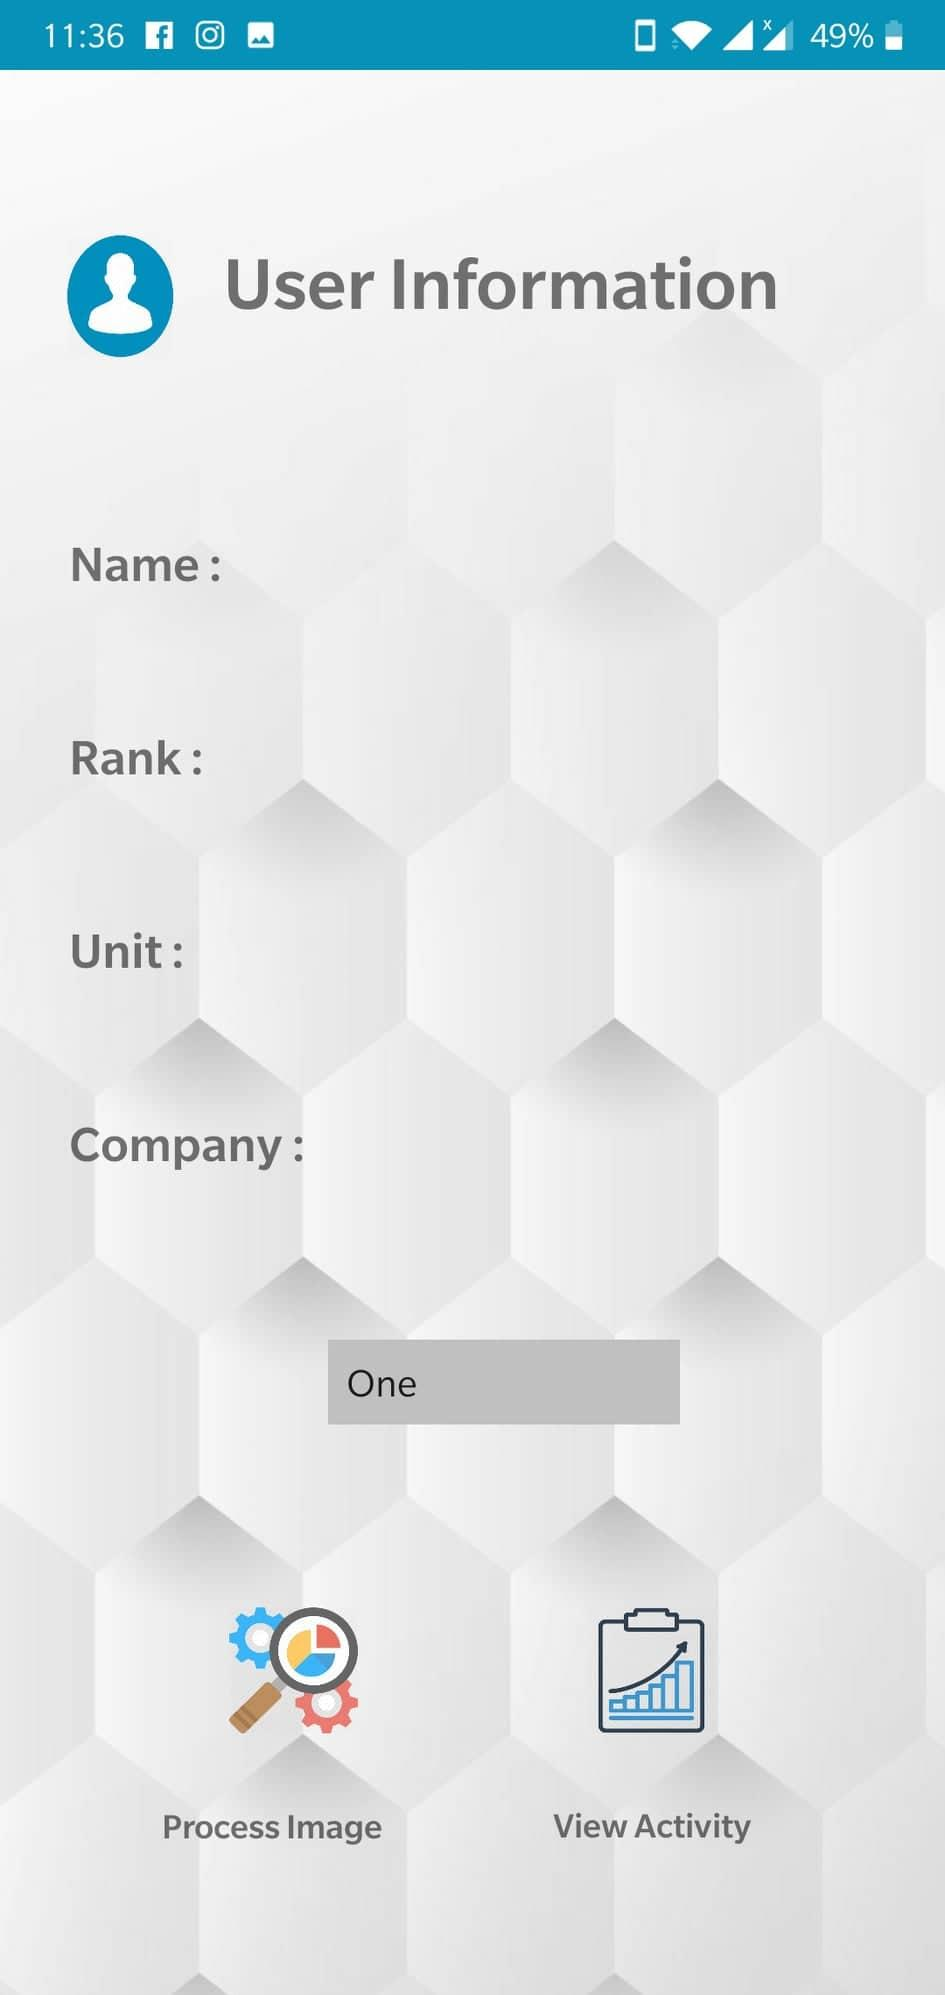 11:36 49%
User Information
Name :
Rank :
Unit :
Company :
One
Process Image View Activity